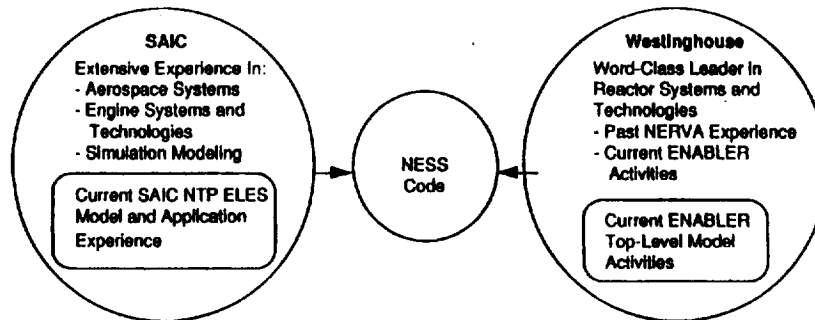 SAIC
Extensive Experience in:
- Aerospace Systems
- Engine Systems and
Technologies
- Simulation Modeling
Current SAIC NTP ELES
Model and Application
Experience
NESS
Code
Westinghouse
Word-Class Leader in
Reactor Systems and
Technologies
- Past NERVA Experience
- Current ENABLER
Activities
Current ENABLER
Top-Level Model
Activities